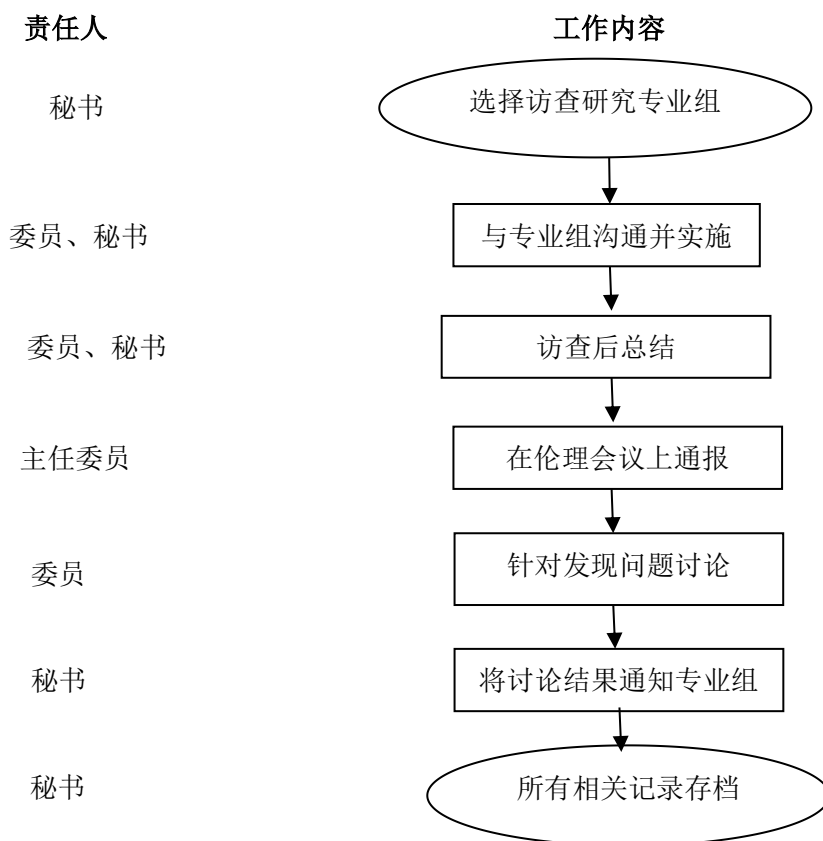 责任人 工作内容
秘书 选择访查研究专业组
委员、秘书 与专业组沟通并实施
委员、秘书 访查后总结
主任委员 在伦理会议上通报
委员 针对发现问题讨论
秘书 将讨论结果通知专业组
秘书 所有相关记录存档